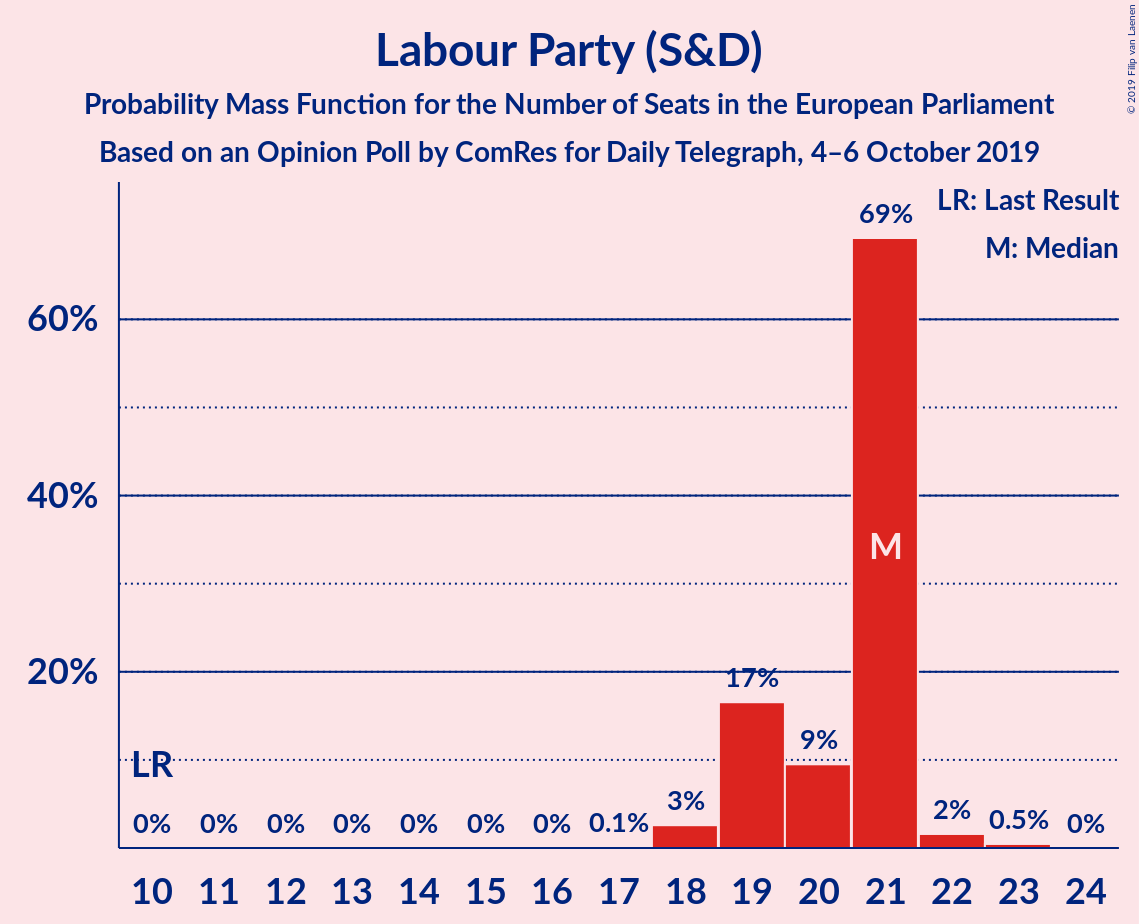 © 2019 Filip van Laenen
Labour Party (S&D)
Probability Mass Function for the Number of Seats in the European Parliament
Based on an Opinion Poll by ComRes for Daily Telegraph, 4–6 October 2019
LR: Last Result
M: Median
60%
40%
20%
LR
M
0% 0% 0% 0% 0% 0% 0% 0.1% 3% 17% 9% 69% 2% 0.5% 0%
10 11 12 13 14 15 16 17 18 19 20 21 22 23 24